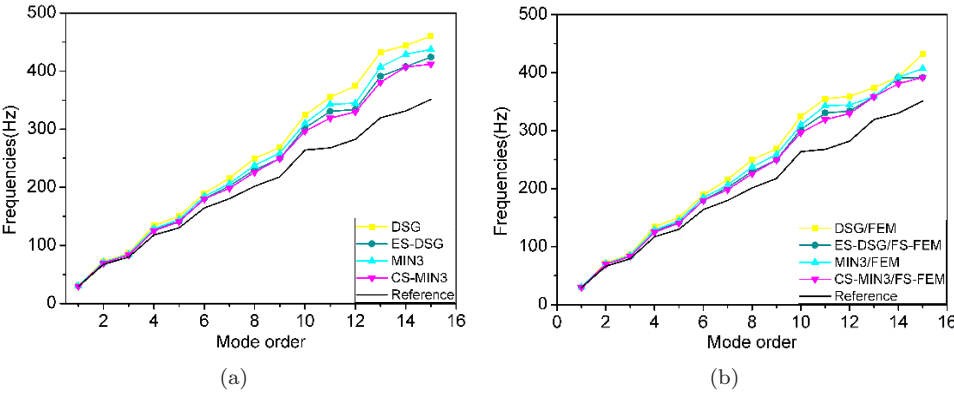 500
400
300
200
100
0
Frequencies(Hz)
DSG
ES-DSG
MIN3
CS-MIN3
Reference
2 4 6 8 10 12 14 16
Mode order
(a)
500
400
300
200
100
0
Frequencies(Hz)
DSG/FEM
ES-DSG/FS-FEM
MIN3/FEM
CS-MIN3/FS-FEM
Reference
0 2 4 6 8 10 12 14 16
Mode order
(b)